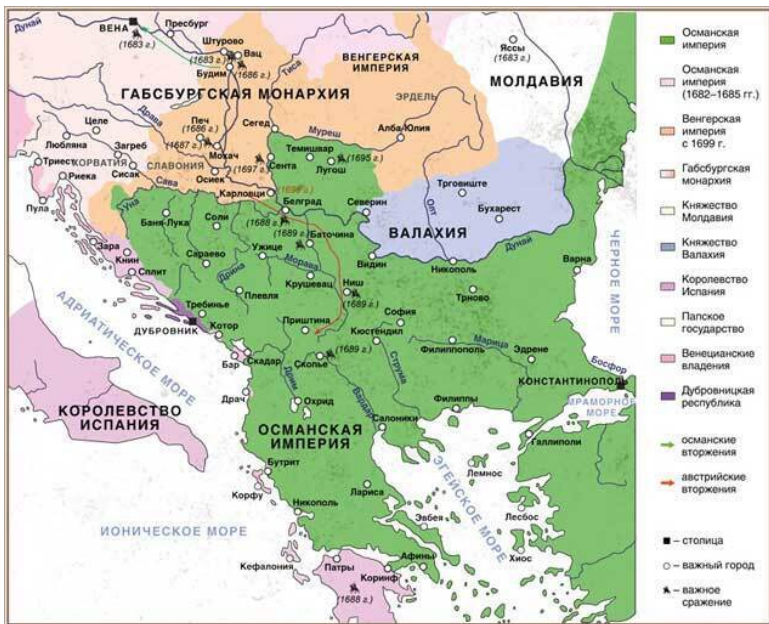 Дунай
Пресбург
ВЕНА
(1683 г.)
Штурово
(1683 г.)
Вац
Будим
(1686 г.)
Тиса
ВЕНГЕРСКАЯ
ИМПЕРИЯ
Яссы
(1683 г.)
МОЛДАВИЯ
ГАБСБУРГСКАЯ МОНАРХИЯ
ЭРДЕЛЬ
Драва
Печ
(1686 г.)
(1687 г.)
Мохач
Сегед
Муреш
Алба-Юлия
Целе
Любляна
Загреб
ХОРВАТИЯ
СЛАВОНИЯ
Триест
Риека
Сисак
Осиек
(1697 г.)
Сента
Темишвар
Лугош
(1695 г.)
Сава
Карловци
(1699 г.)
Трговиште
Бухарест
Олт
Пула
Уна
Белград
Северин
ВАЛАХИЯ
Баня-Лука
Соли
(1688 г.)
(1689 г.)
Баточина
Дунай
Зара
Книн
Сплит
Сараево
Ужице
Дрина
Морава
Видин
Никополь
Варна
Крушевац
Ниш
(1689 г.)
Плевля
Трново
ЧЕРНОЕ МОРЕ
АДРИАТИЧЕСКОЕ МОРЕ
Требинье
ДУБРОВНИК
Котор
Приштина
София
Кюстендил
Марица
Бар
Скадар
Скопье
(1689 г.)
Филиппополь
Эдрене
Босфор
Дрим
Струма
КОНСТАНТИНОПОЛЬ
МРАМОРНОЕ
МОРЕ
Драч
Вардар
Охрид
Филиппы
КОРОЛЕВСТВО
ИСПАНИЯ
ОСМАНСКАЯ
ИМПЕРИЯ
Салоники
Галлиполи
Бутрит
ЭГЕЙСКОЕ МОРЕ
Лемнос
Корфу
Лариса
Никополь
Лесбос
ИОНИЧЕСКОЕ МОРЕ
Эвбея
Хиос
Кефалония
Патры
Афины
Коринф
(1688 г.)
Османская
империя
Османская
империя
(1682–1685 гг.)
Венгерская
империя
с 1699 г.
Габсбургская
монархия
Княжество
Молдавия
Княжество
Валахия
Королевство
Испания
Папское
государство
Венецианские
владения
Дубровницкая
республика
османские
вторжения
австрийские
вторжения
– столица
– важный город
– важное
сражение